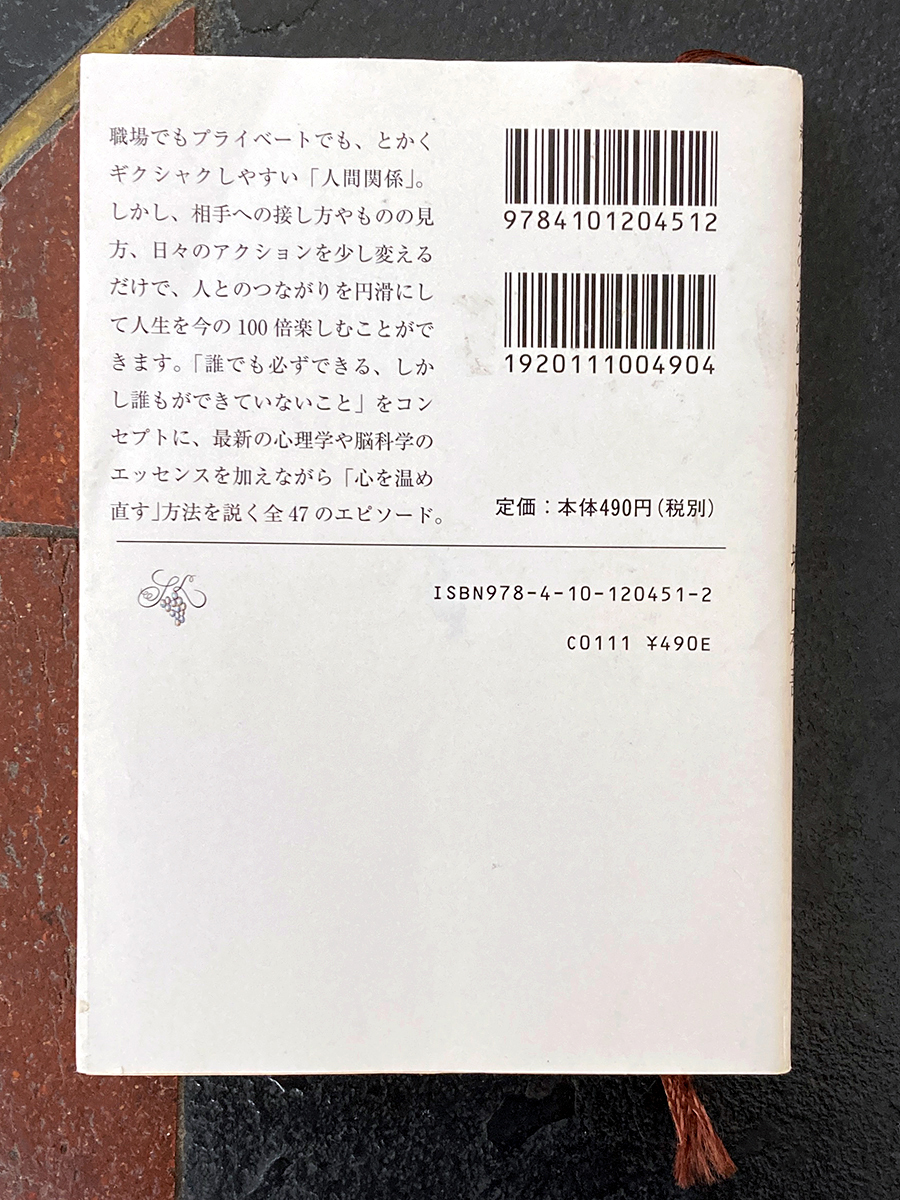 職場でもプライベートでも、とかく
ギクシャクしやすい「人間関係」。
しかし、相手への接し方やものの見
方、日々のアクションを少し変える
だけで、人とのつながりを円滑にし
て人生を今の100倍楽しむことがで
きます。「誰でも必ずできる、しか
し誰もができていないこと」をコン
セプトに、最新の心理学や脳科学の
エッセンスを加えながら「心を温め
直す」方法を説く全47のエピソード。
9784101204512
1920111004904
定価：本体490円（税別）
ISBN978-4-10-120451-2
C0111 ¥490E